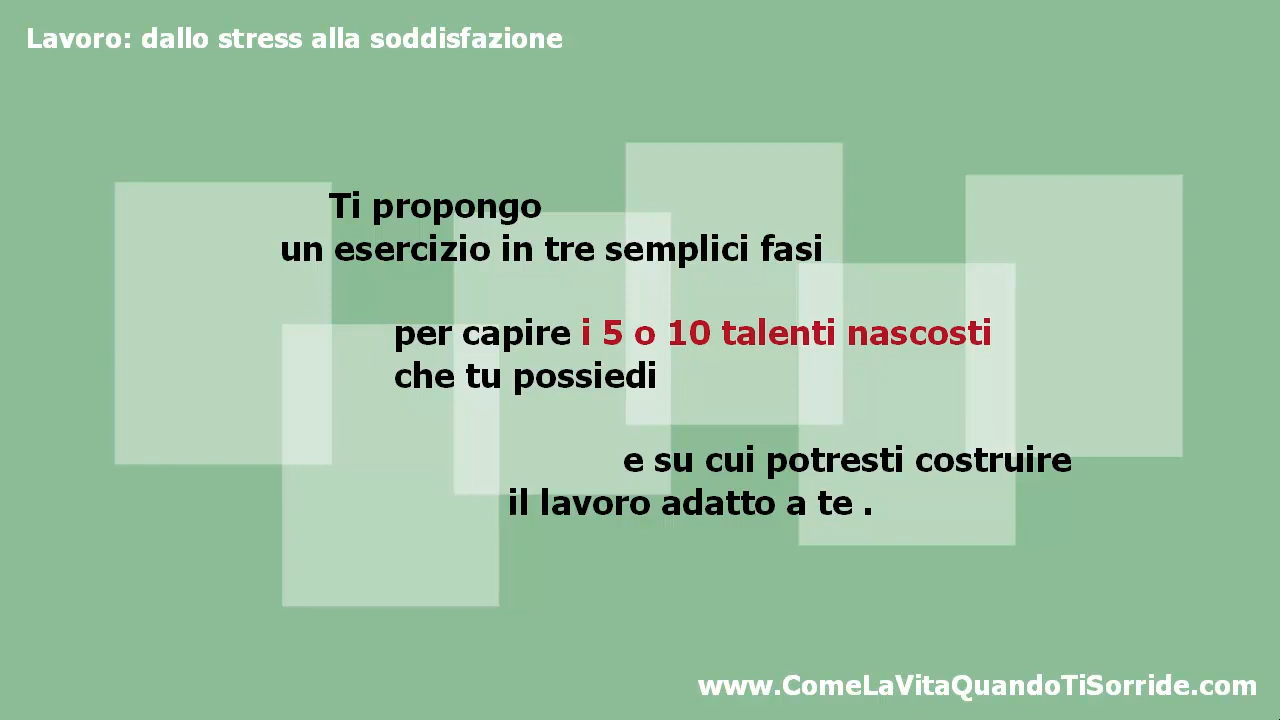 Lavoro: dallo stress alla soddisfazione
Ti propongo
un esercizio in tre semplici fasi
per capire i 5 o 10 talenti nascosti
che tu possiedi
e su cui potresti costruire
il lavoro adatto a te .
www.ComeLaVitaQuandoTiSorride.com